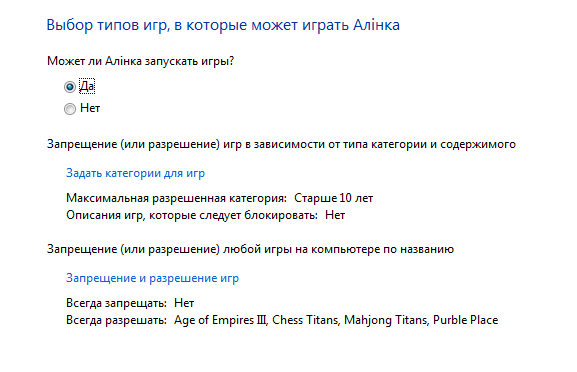 Выбор типов игр, в которые может играть Алінка
Может ли Алінка запускать игры?
Да
Нет
Запрещение (или разрешение) игр в зависимости от типа категории и содержимого
Задать категории для игр
Максимальная разрешенная категория: Старше 10 лет
Описания игр, которые следует блокировать: Нет
Запрещение (или разрешение) любой игры на компьютере по названию
Запрещение и разрешение игр
Всегда запрещать: Нет
Всегда разрешать: Age of Empires III, Chess Titans, Mahjong Titans, Purble Place